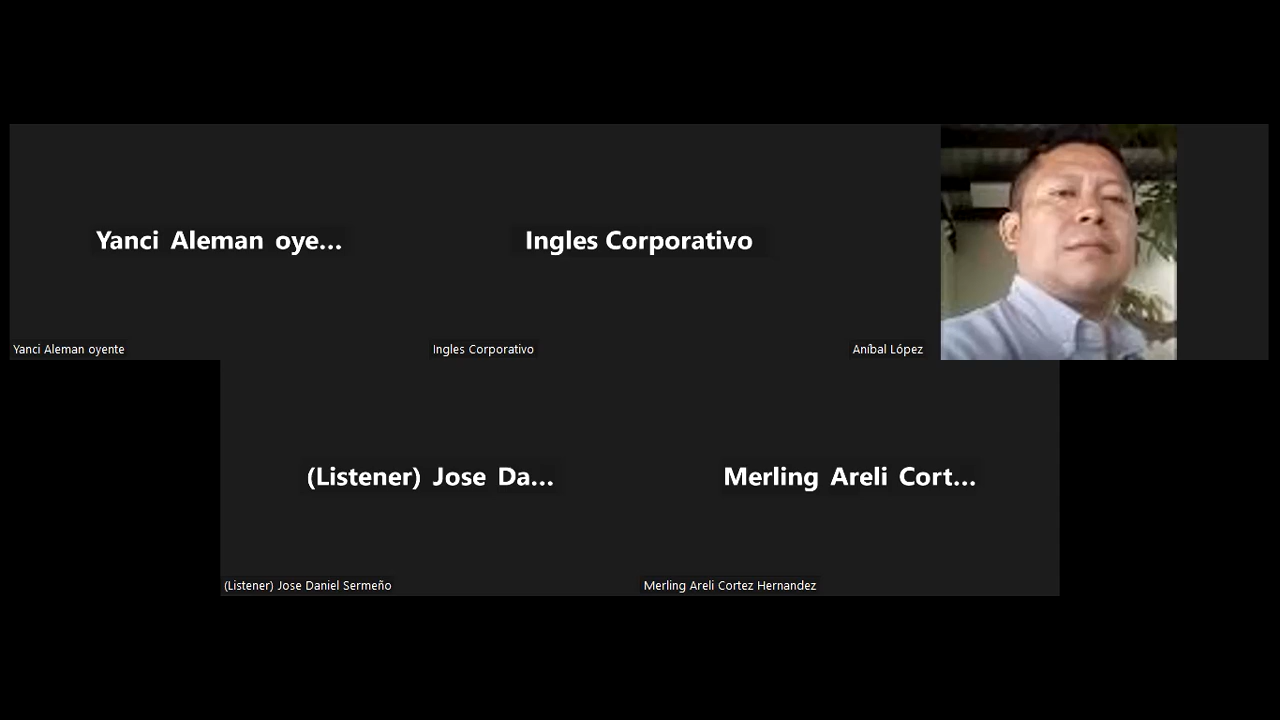 Yanci Aleman oye...
Ingles Corporativo
Yanci Aleman oyente
Ingles Corporativo
Aníbal López
(Listener) Jose Da...
Merling Areli Cort...
(Listener) Jose Daniel Sermeño
Merling Areli Cortez Hernandez